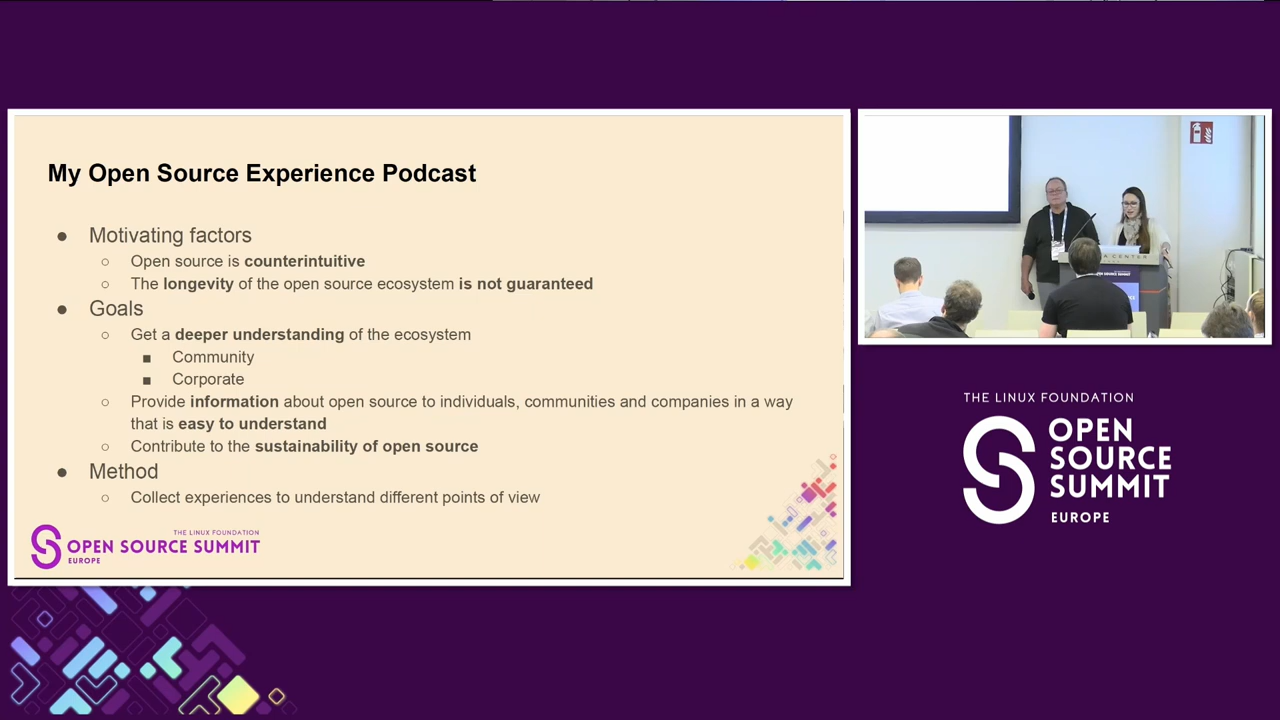 My Open Source Experience Podcast
● Motivating factors
○ Open source is counterintuitive
○ The longevity of the open source ecosystem is not guaranteed
● Goals
○ Get a deeper understanding of the ecosystem
■ Community
■ Corporate
○ Provide information about open source to individuals, communities and companies in a way
that is easy to understand
○ Contribute to the sustainability of open source
● Method
○ Collect experiences to understand different points of view
THE LINUX FOUNDATION
OPEN SOURCE SUMMIT
EUROPE
CENTER
OPEN SOURCE SUMMIT
THE LINUX FOUNDATION
OPEN
SOURCE
SUMMIT
EUROPE